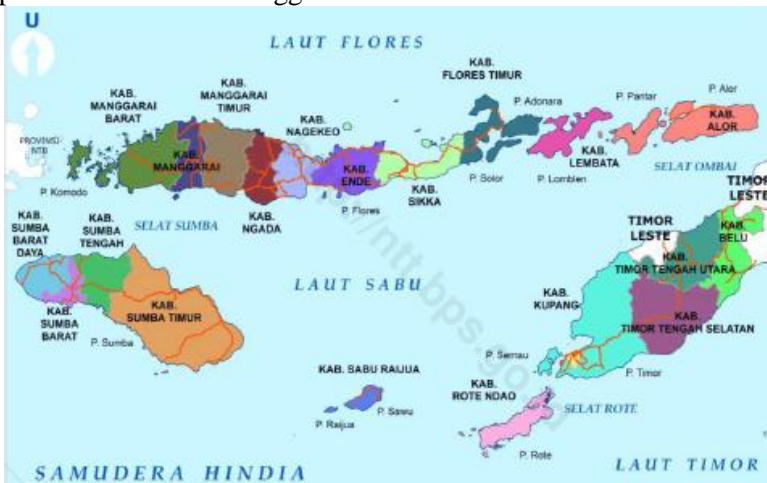 U
LAUT FLORES
KAB.
MANGGARAI
BARAT
KAB.
MANGGARAI
TIMUR
KAB.
NAGEKEO
KAB.
FLORES TIMUR
P. Adonara
P. Pantar
P. Alor
PROVINSI
NTB
KAB.
MANGGARAI
KAB.
ENDE
KAB.
SIKKA
KAB.
LEMBATA
KAB.
ALOR
P. Komodo
P. Solor
P. Lomblen
SELAT OMBAI
KAB.
NGADA
P. Flores
TIMOR
LESTE
KAB.
SUMBA
BARAT
DAYA
KAB.
SUMBA
TENGAH
SELAT SUMBA
TIMOR
LESTE
KAB.
BELU
LAUT SABU
KAB.
TIMOR TENGAH UTARA
KAB.
KUPANG
KAB.
SUMBA TIMUR
KAB.
SUMBA
BARAT
P. Sumba
KAB.
TIMOR TENGAH SELATAN
P. Semau
P. Timor
KAB. SABU RAIJUA
KAB.
ROTE NDAO
P. Raijua
P. Sawu
SELAT ROTE
P. Rote
SAMUDERA HINDIA
LAUT TIMOR